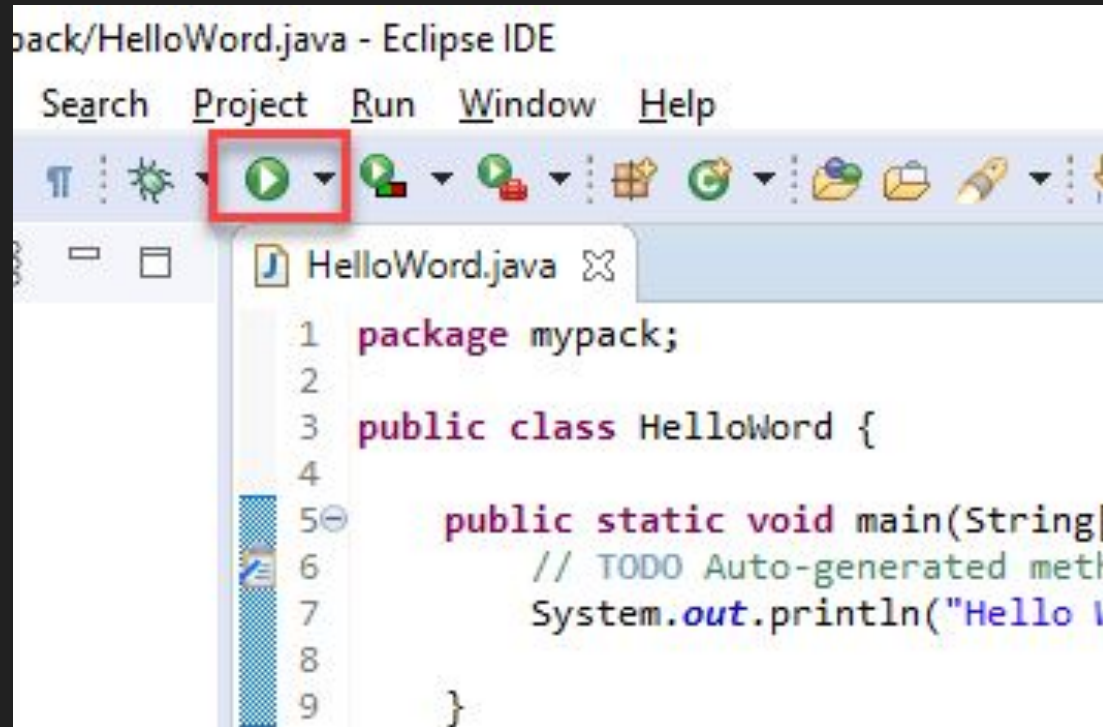 pack/HelloWord.java - Eclipse IDE
Search Project Run Window Help
HelloWord.java
1 package mypack;
2
3 public class HelloWord {
4
5 public static void main(String[
6 // TODO Auto-generated meth
7 System.out.println("Hello W
8
9 }